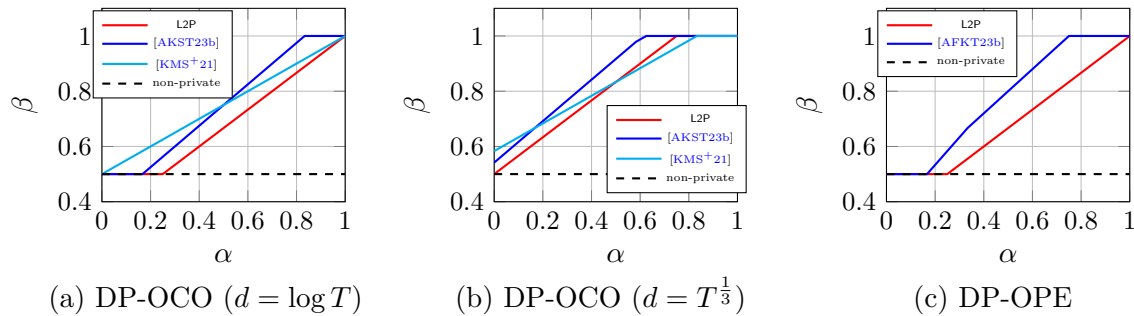 L2P
[AKST23b]
[KMS+21]
non-private
1
0.8
0.6
0.4
β
0 0.2 0.4 0.6 0.8 1
α
(a) DP-OCO (d = log T)
L2P
[AKST23b]
[KMS+21]
non-private
1
0.8
0.6
0.4
β
0 0.2 0.4 0.6 0.8 1
α
(b) DP-OCO (d = T^{1/3})
L2P
[AFKT23b]
non-private
1
0.8
0.6
0.4
β
0 0.2 0.4 0.6 0.8 1
α
(c) DP-OPE